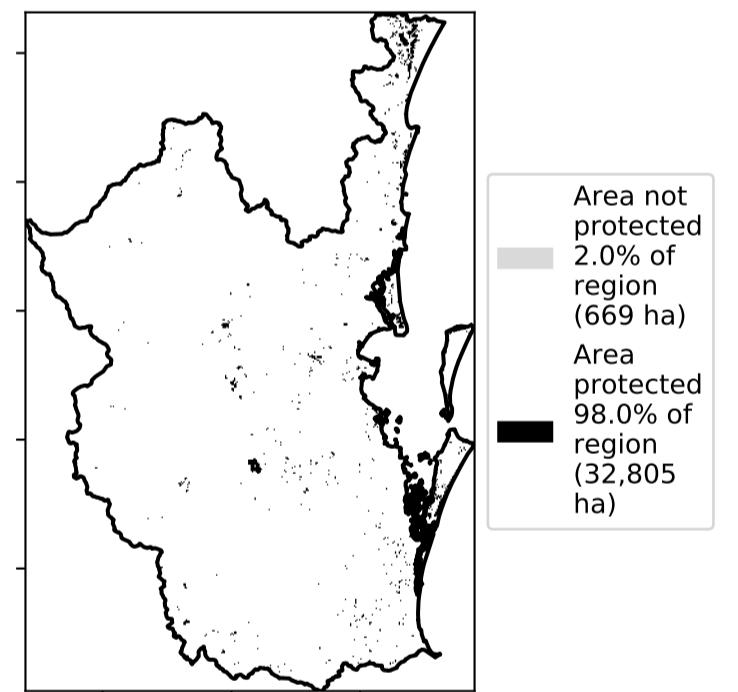 Area not
protected
2.0% of
region
(669 ha)
Area
protected
98.0% of
region
(32,805
ha)